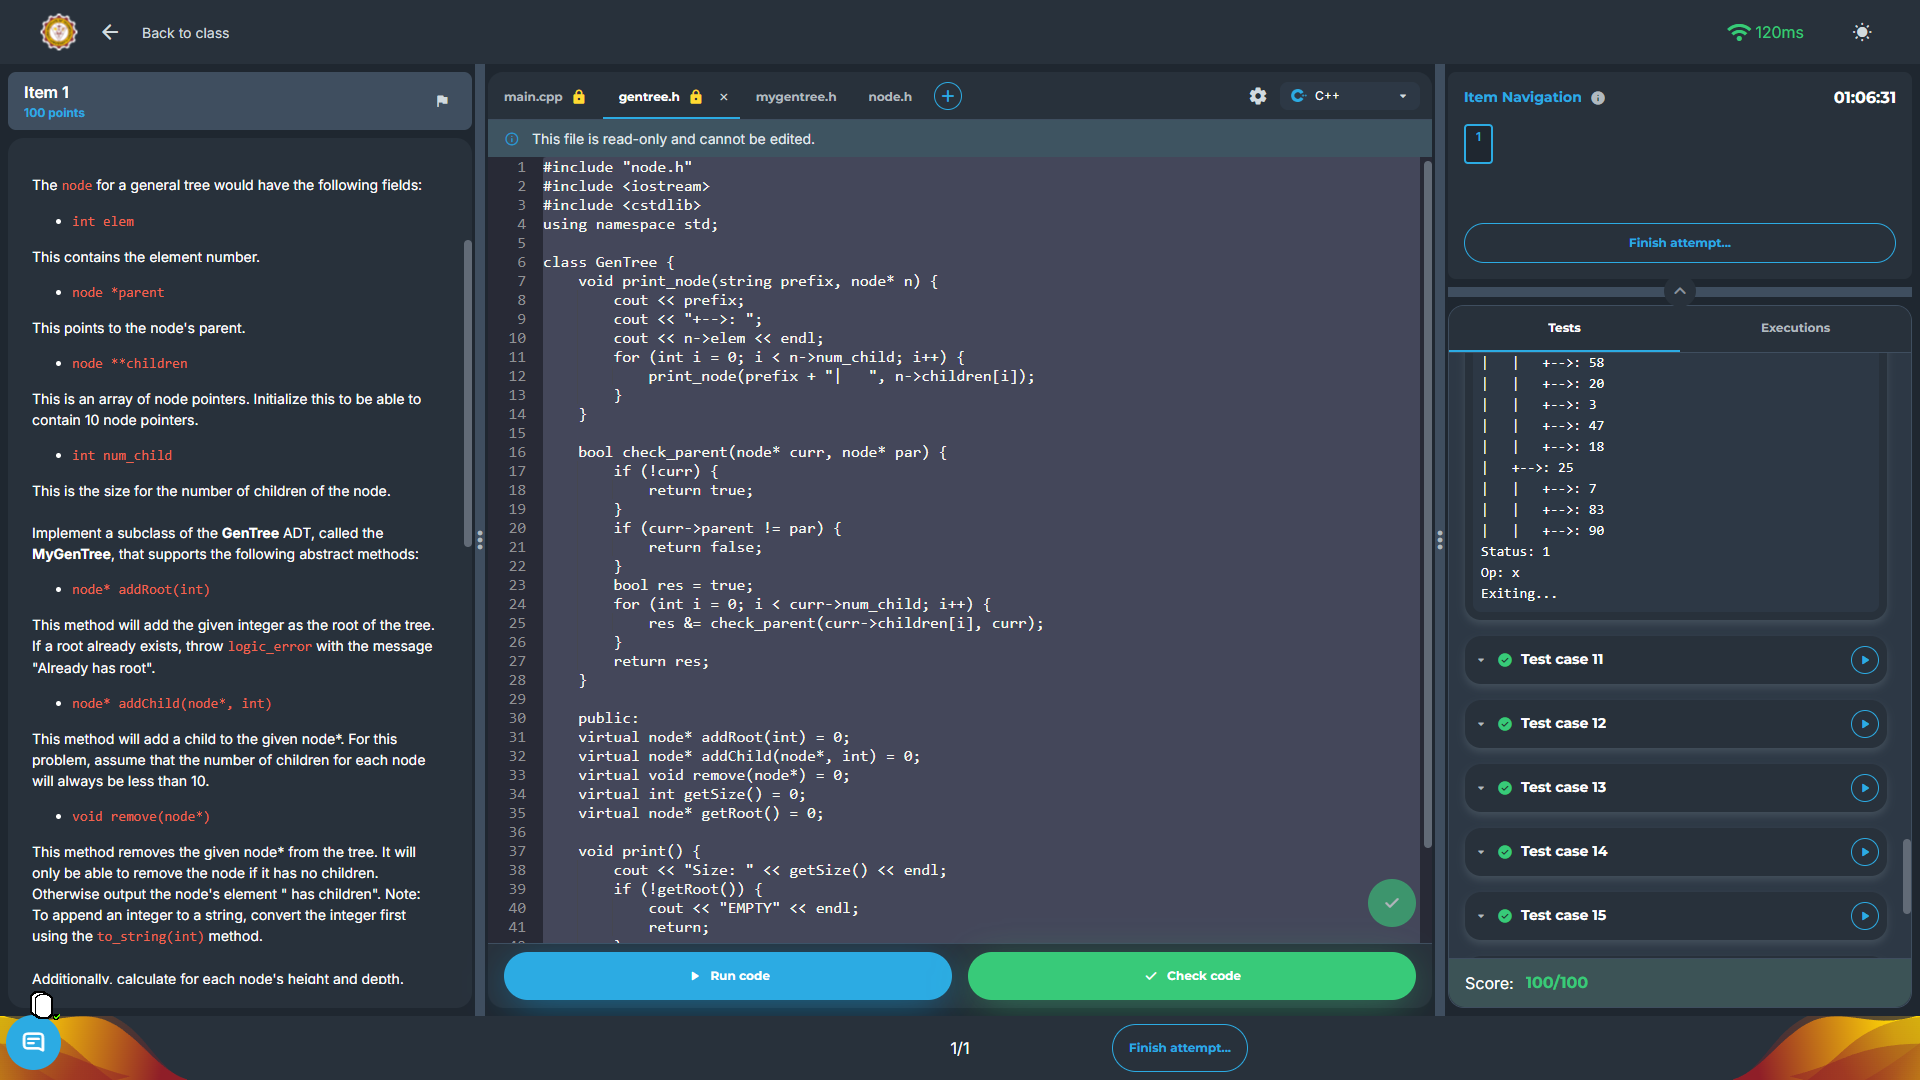 Back to class
120ms
Item 1
100 points
The node for a general tree would have the following fields:
• int elem
This contains the element number.
• node *parent
This points to the node's parent.
• node **children
This is an array of node pointers. Initialize this to be able to
contain 10 node pointers.
• int num_child
This is the size for the number of children of the node.
Implement a subclass of the GenTree ADT, called the
MyGenTree, that supports the following abstract methods:
• node* addRoot(int)
This method will add the given integer as the root of the tree.
If a root already exists, throw logic_error with the message
"Already has root".
• node* addChild(node*, int)
This method will add a child to the given node*. For this
problem, assume that the number of children for each node
will always be less than 10.
• void remove(node*)
This method removes the given node* from the tree. It will
only be able to remove the node if it has no children.
Otherwise output the node's element " has children". Note:
To append an integer to a string, convert the integer first
using the to_string(int) method.
Additionally, calculate for each node's height and depth.
main.cpp
gentree.h ×
mygentree.h
node.h
C++
This file is read-only and cannot be edited.
1 #include "node.h"
2 #include <iostream>
3 #include <cstdlib>
4 using namespace std;
5
6 class GenTree {
7     void print_node(string prefix, node* n) {
8         cout << prefix;
9         cout << "+-->: ";
10         cout << n->elem << endl;
11         for (int i = 0; i < n->num_child; i++) {
12             print_node(prefix + "|   ", n->children[i]);
13         }
14     }
15
16     bool check_parent(node* curr, node* par) {
17         if (!curr) {
18             return true;
19         }
20         if (curr->parent != par) {
21             return false;
22         }
23         bool res = true;
24         for (int i = 0; i < curr->num_child; i++) {
25             res &= check_parent(curr->children[i], curr);
26         }
27         return res;
28     }
29
30     public:
31     virtual node* addRoot(int) = 0;
32     virtual node* addChild(node*, int) = 0;
33     virtual void remove(node*) = 0;
34     virtual int getSize() = 0;
35     virtual node* getRoot() = 0;
36
37     void print() {
38         cout << "Size: " << getSize() << endl;
39         if (!getRoot()) {
40             cout << "EMPTY" << endl;
41             return;
Run code
Check code
Item Navigation
01:06:31
1
Finish attempt...
Tests
Executions
|   |   +-->: 58
|   |   +-->: 20
|   |   +-->: 3
|   |   +-->: 47
|   |   +-->: 18
|   +-->: 25
|   |   +-->: 7
|   |   +-->: 83
|   |   +-->: 90
Status: 1
Op: x
Exiting...
Test case 11
Test case 12
Test case 13
Test case 14
Test case 15
Score: 100/100
1/1
Finish attempt...